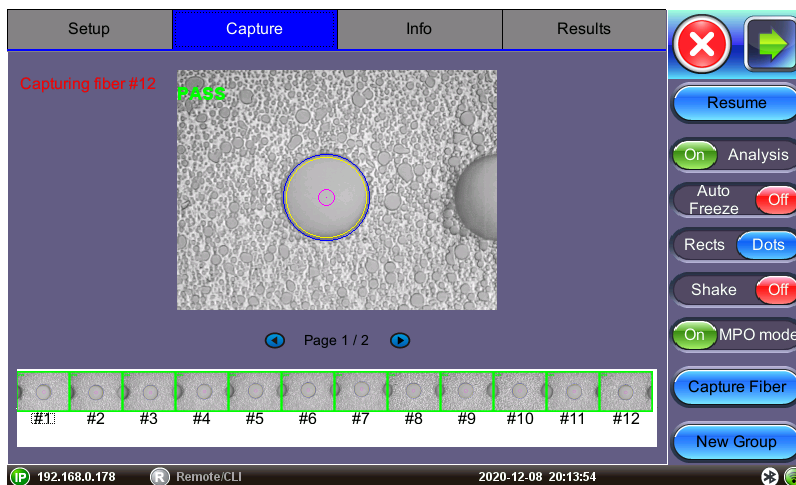 Setup
Capture
Info
Results
Capturing fiber #12
PASS
Resume
On Analysis
Auto Freeze Off
Rects Dots
Shake Off
On MPO mode
Capture Fiber
New Group
Page 1 / 2
#1 #2 #3 #4 #5 #6 #7 #8 #9 #10 #11 #12
IP 192.168.0.178
R Remote/CLI
2020-12-08 20:13:54